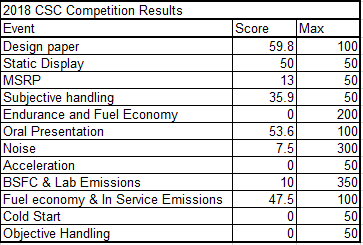 2018 CSC Competition Results
Event Score Max
Design paper 59.8 100
Static Display 50 50
MSRP 13 50
Subjective handling 35.9 50
Endurance and Fuel Economy 0 200
Oral Presentation 53.6 100
Noise 7.5 300
Acceleration 0 50
BSFC & Lab Emissions 10 350
Fuel economy & In Service Emissions 47.5 100
Cold Start 0 50
Objective Handling 0 50